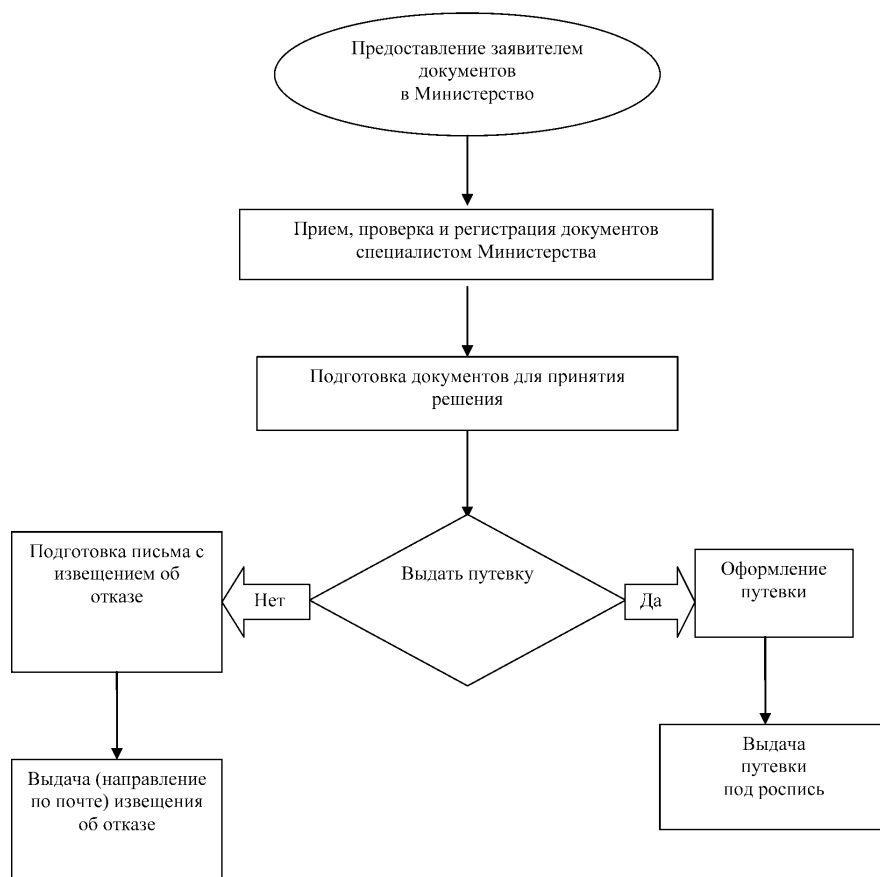 Предоставление заявителем
документов
в Министерство
Прием, проверка и регистрация документов
специалистом Министерства
Подготовка документов для принятия
решения
Подготовка письма с
извещением об
отказе
Нет
Выдать путевку
Да
Оформление
путевки
Выдача (направление
по почте) извещения
об отказе
Выдача
путевки
под роспись